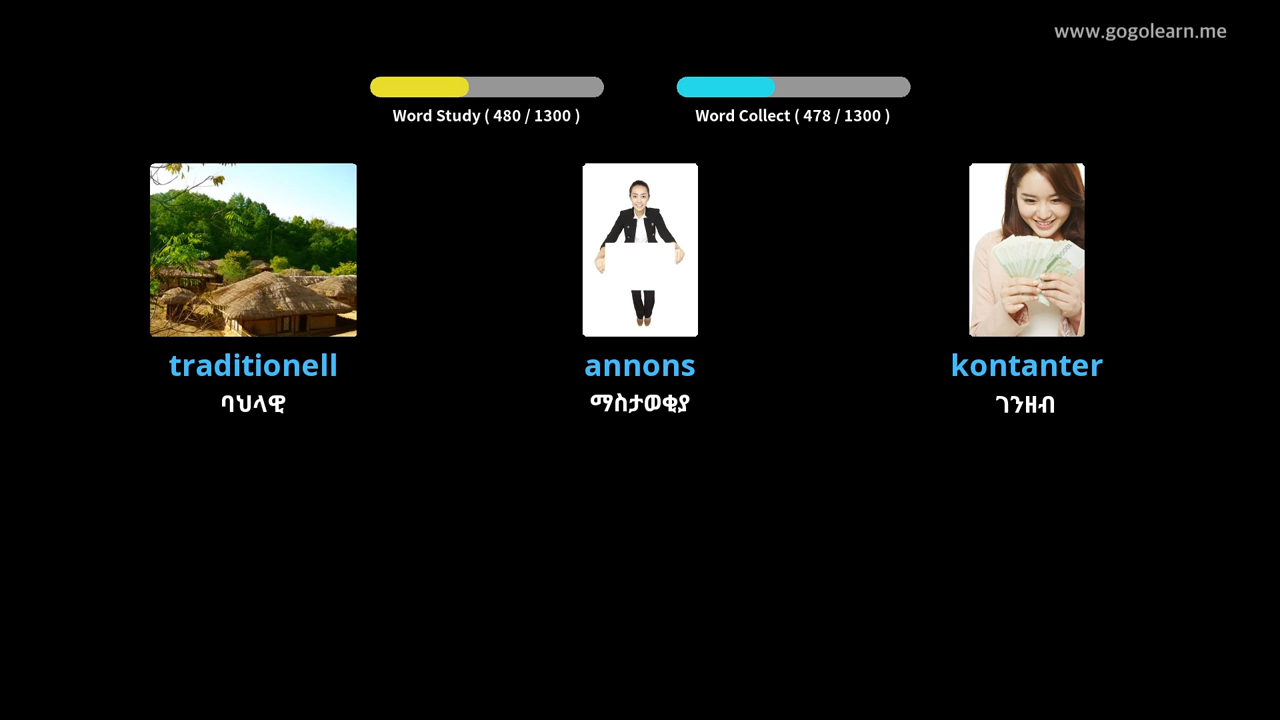 www.gogolearn.me
Word Study ( 480 / 1300 )
Word Collect ( 478 / 1300 )
traditionell
annons
kontanter
ባህላዊ
ማስታወቂያ
ገንዘብ